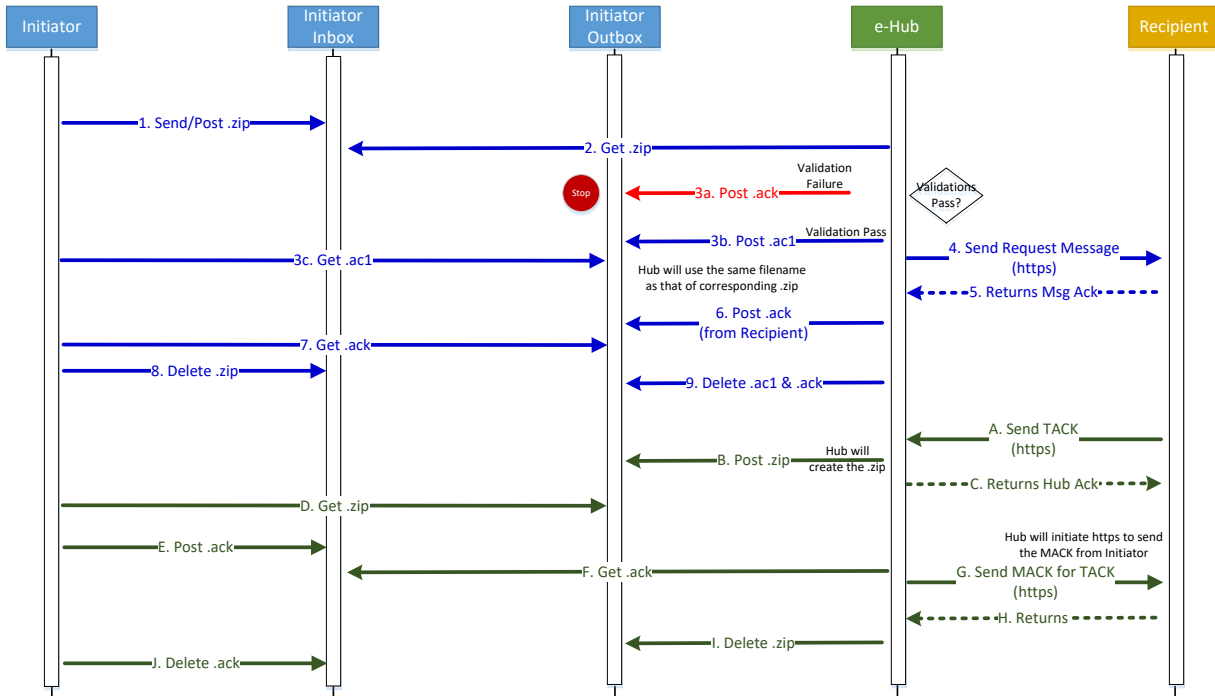 Initiator
Initiator
Inbox
Initiator
Outbox
e-Hub
Recipient
1. Send/Post .zip
2. Get .zip
Validation
Failure
Stop
3a. Post .ack
Validations
Pass?
3b. Post .ac1
Validation Pass
3c. Get .ac1
4. Send Request Message
(https)
Hub will use the same filename
as that of corresponding .zip
5. Returns Msg Ack
6. Post .ack
(from Recipient)
7. Get .ack
8. Delete .zip
9. Delete .ac1 & .ack
A. Send TACK
(https)
B. Post .zip
Hub will
create the .zip
C. Returns Hub Ack
D. Get .zip
E. Post .ack
Hub will initiate https to send
the MACK from Initiator
F. Get .ack
G. Send MACK for TACK
(https)
H. Returns
I. Delete .zip
J. Delete .ack